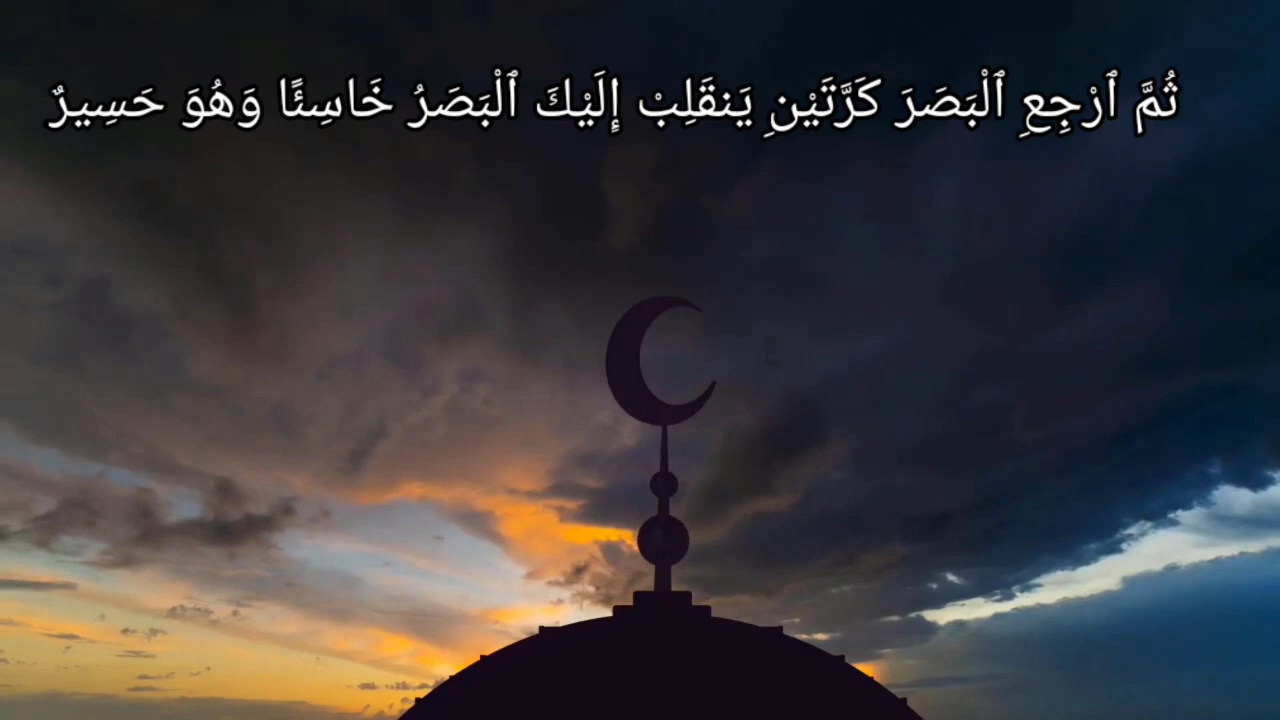 ثُمَّ ٱرْجِعِ ٱلْبَصَرَ كَرَّتَيْنِ يَنقَلِبْ إِلَيْكَ ٱلْبَصَرُ خَاسِئًا وَهُوَ حَسِيرٌ